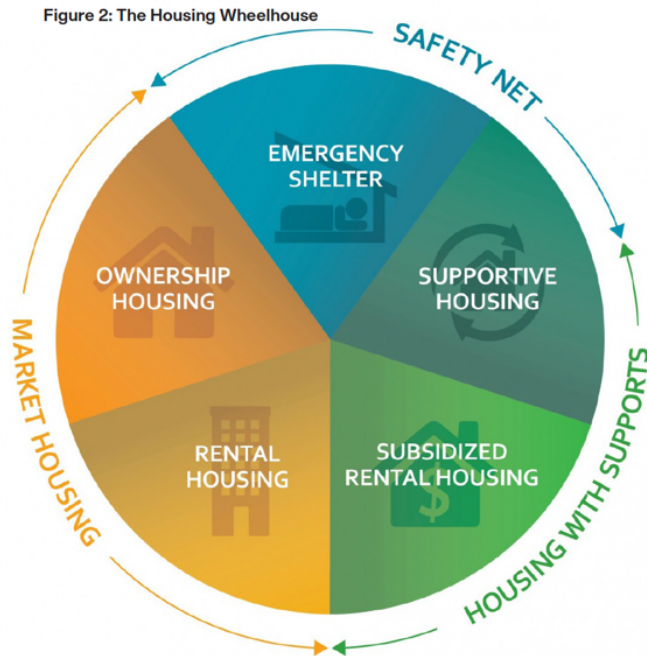 Figure 2: The Housing Wheelhouse
SAFETY NET
EMERGENCY
SHELTER
OWNERSHIP
HOUSING
SUPPORTIVE
HOUSING
MARKET HOUSING
RENTAL
HOUSING
SUBSIDIZED
RENTAL HOUSING
$
HOUSING WITH SUPPORTS